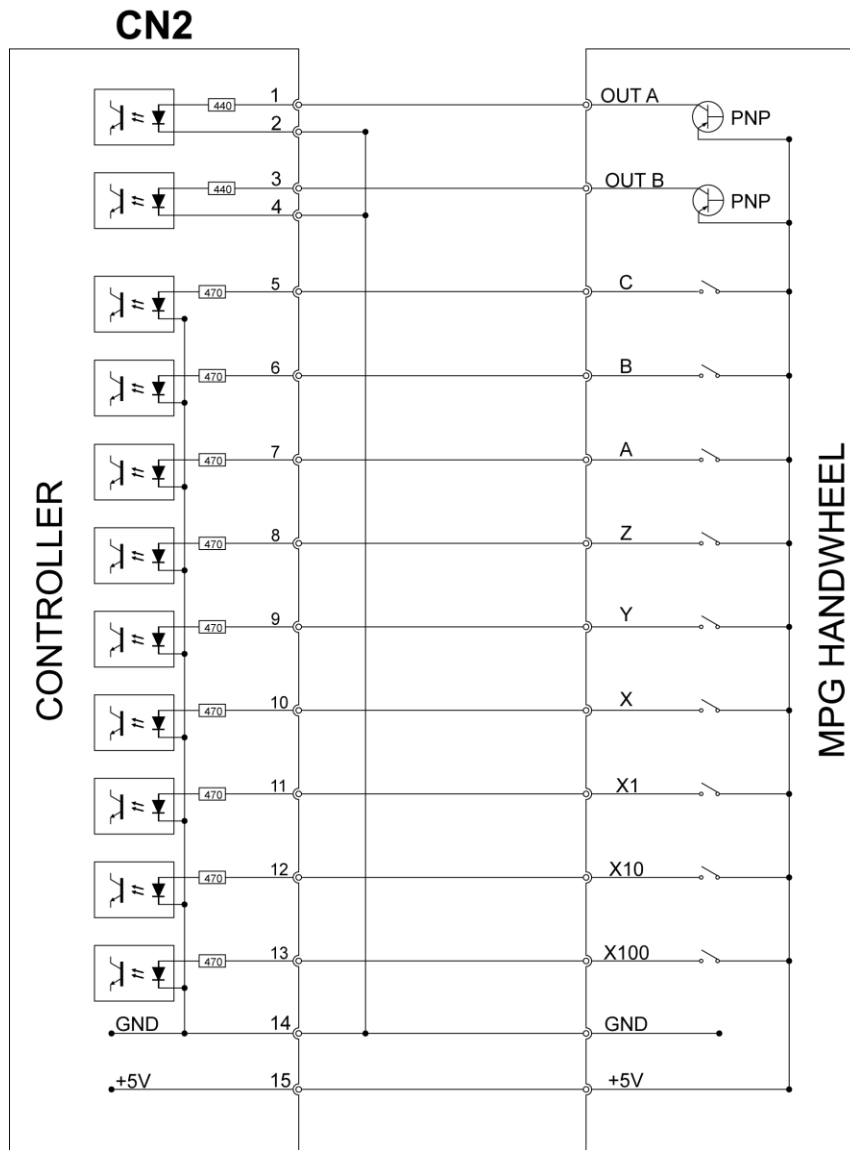 CN2
CONTROLLER
MPG HANDWHEEL
440 1 OUT A PNP
2
440 3 OUT B PNP
4
470 5 C
470 6 B
470 7 A
470 8 Z
470 9 Y
470 10 X
470 11 X1
470 12 X10
470 13 X100
GND 14 GND
+5V 15 +5V